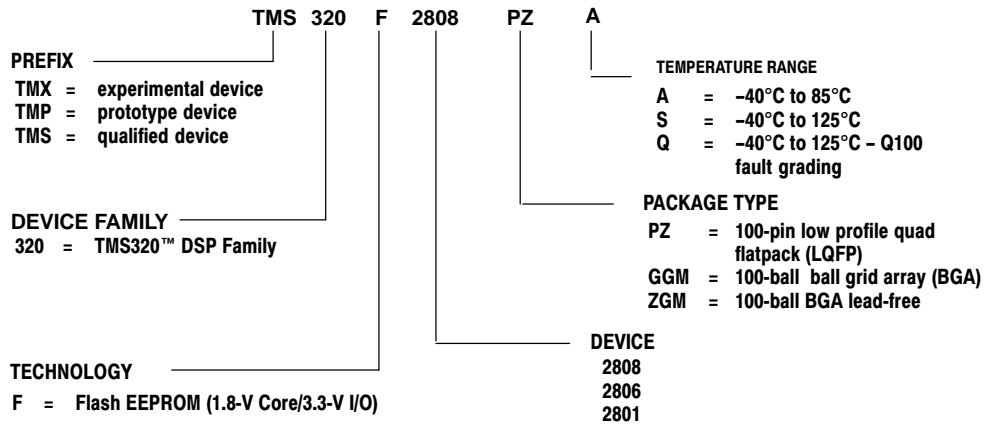 TMS 320 F 2808 PZ A
PREFIX
TMX = experimental device
TMP = prototype device
TMS = qualified device
DEVICE FAMILY
320 = TMS320™ DSP Family
TECHNOLOGY
F = Flash EEPROM (1.8-V Core/3.3-V I/O)
TEMPERATURE RANGE
A = −40°C to 85°C
S = −40°C to 125°C
Q = −40°C to 125°C − Q100
fault grading
PACKAGE TYPE
PZ = 100-pin low profile quad
flatpack (LQFP)
GGM = 100-ball ball grid array (BGA)
ZGM = 100-ball BGA lead-free
DEVICE
2808
2806
2801